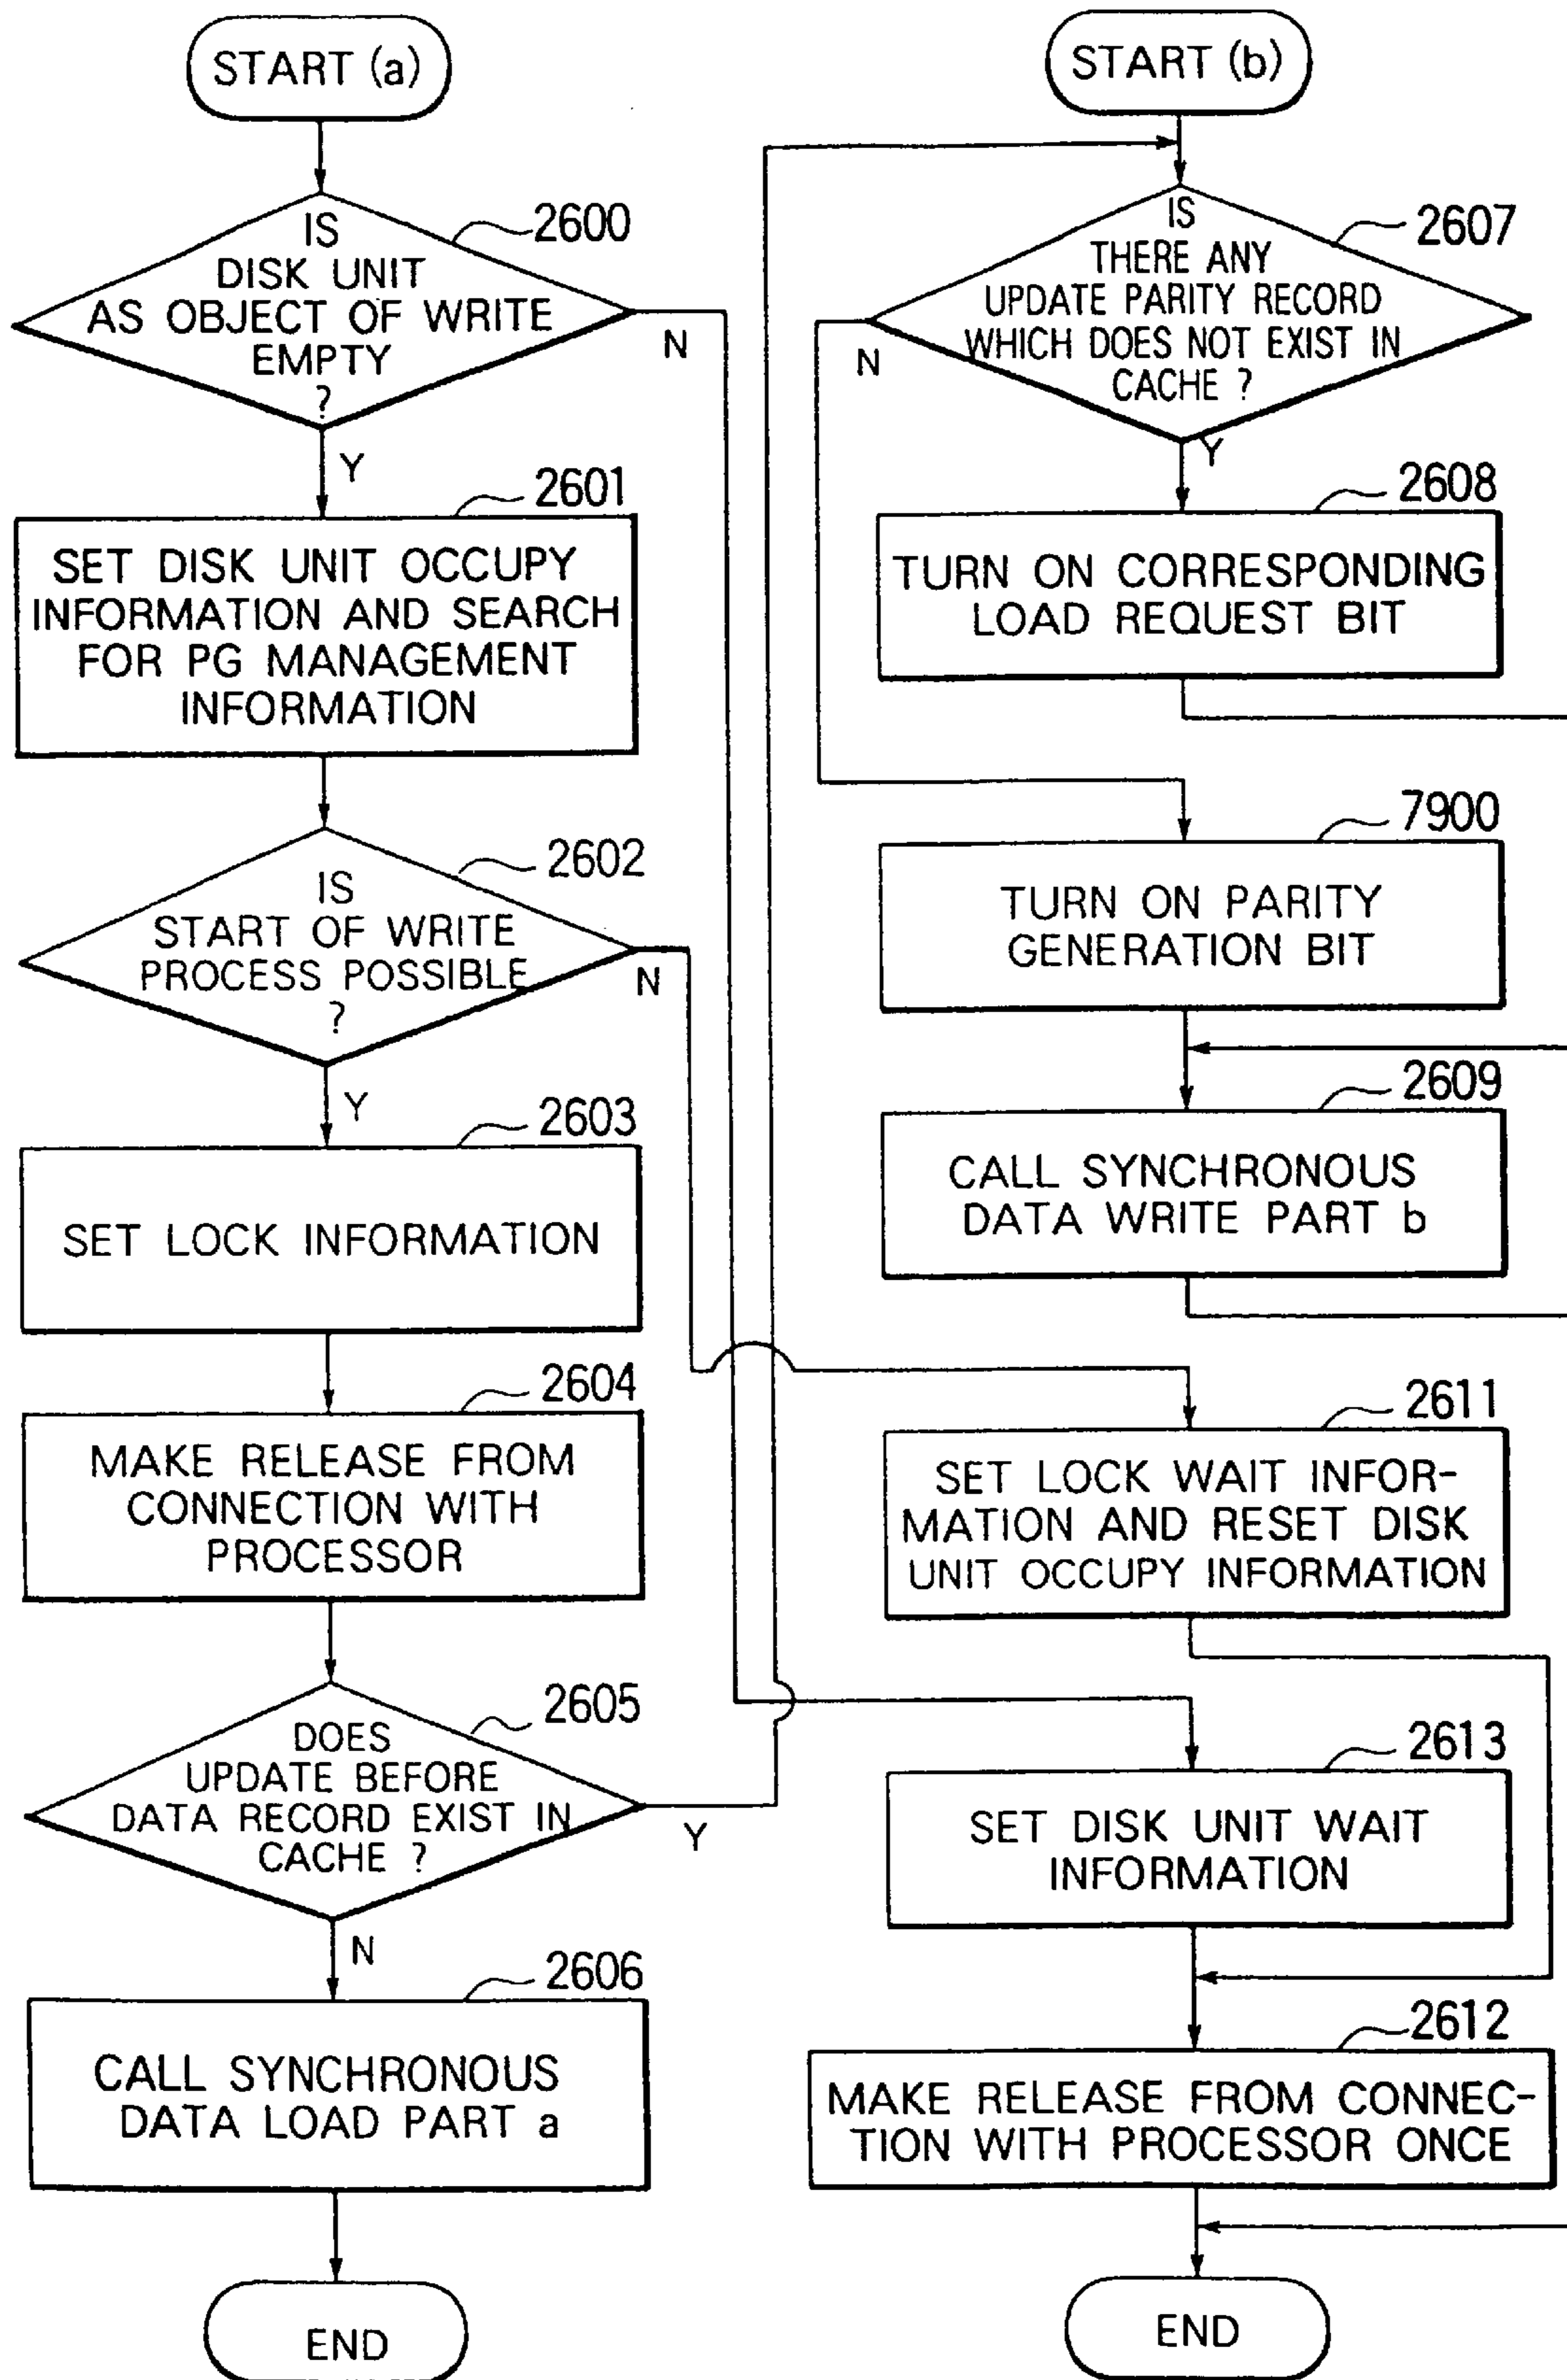 START (a)
2600
IS
DISK UNIT
AS OBJECT OF WRITE
EMPTY
?
N
Y
2601
SET DISK UNIT OCCUPY
INFORMATION AND SEARCH
FOR PG MANAGEMENT
INFORMATION
2602
IS
START OF WRITE
PROCESS POSSIBLE
?
N
Y
2603
SET LOCK INFORMATION
2604
MAKE RELEASE FROM
CONNECTION WITH
PROCESSOR
2605
DOES
UPDATE BEFORE
DATA RECORD EXIST IN
CACHE ?
Y
N
2606
CALL SYNCHRONOUS
DATA LOAD PART a
END
START (b)
2607
IS
THERE ANY
UPDATE PARITY RECORD
WHICH DOES NOT EXIST IN
CACHE ?
N
Y
2608
TURN ON CORRESPONDING
LOAD REQUEST BIT
7900
TURN ON PARITY
GENERATION BIT
2609
CALL SYNCHRONOUS
DATA WRITE PART b
2611
SET LOCK WAIT INFOR-
MATION AND RESET DISK
UNIT OCCUPY INFORMATION
2613
SET DISK UNIT WAIT
INFORMATION
2612
MAKE RELEASE FROM CONNEC-
TION WITH PROCESSOR ONCE
END